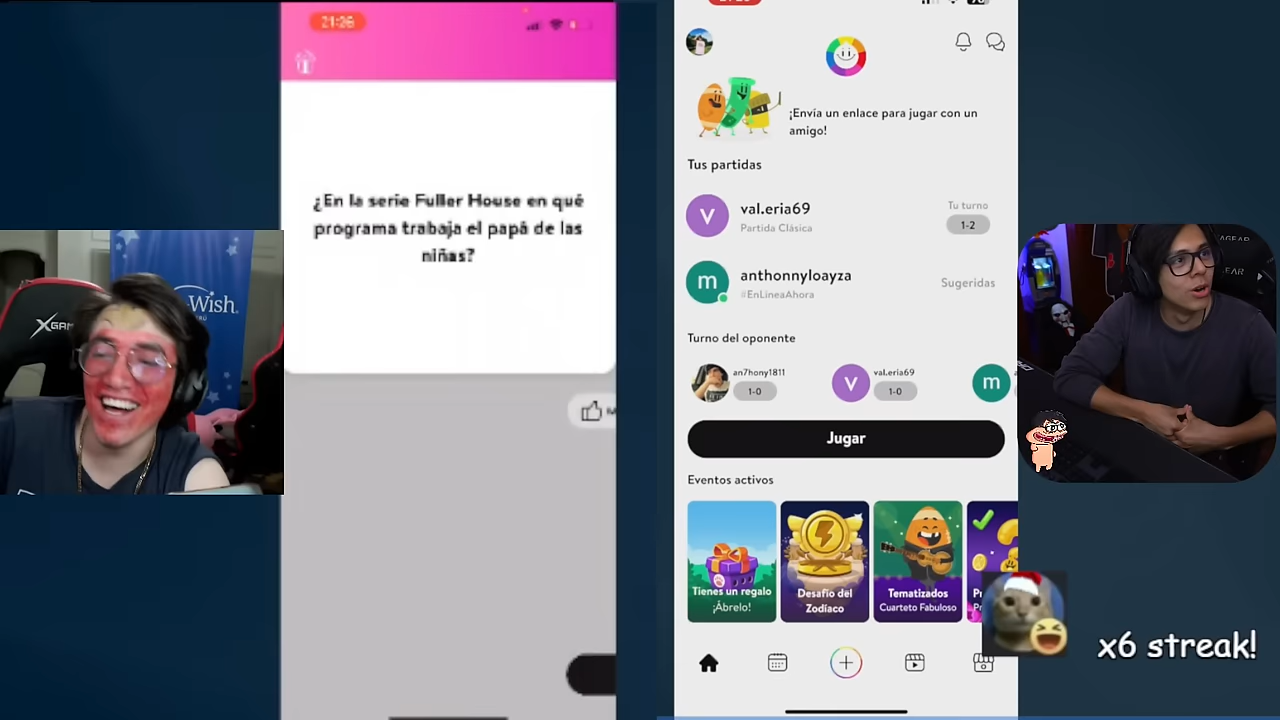 21:26
¿En la serie Fuller House en qué
programa trabaja el papá de las
niñas?
XGAM
Wish
¡Envía un enlace para jugar con un
amigo!
Tus partidas
V
val.eria69
Partida Clásica
Tu turno
1-2
m
anthonnyloayza
#EnLineaAhora
Sugeridas
Turno del oponente
an7hony1811
1-0
V
val.eria69
1-0
m
Jugar
Eventos activos
Tienes un regalo
¡Ábrelo!
Desafío del
Zodíaco
Tematizados
Cuarteto Fabuloso
GEAR
x6 streak!